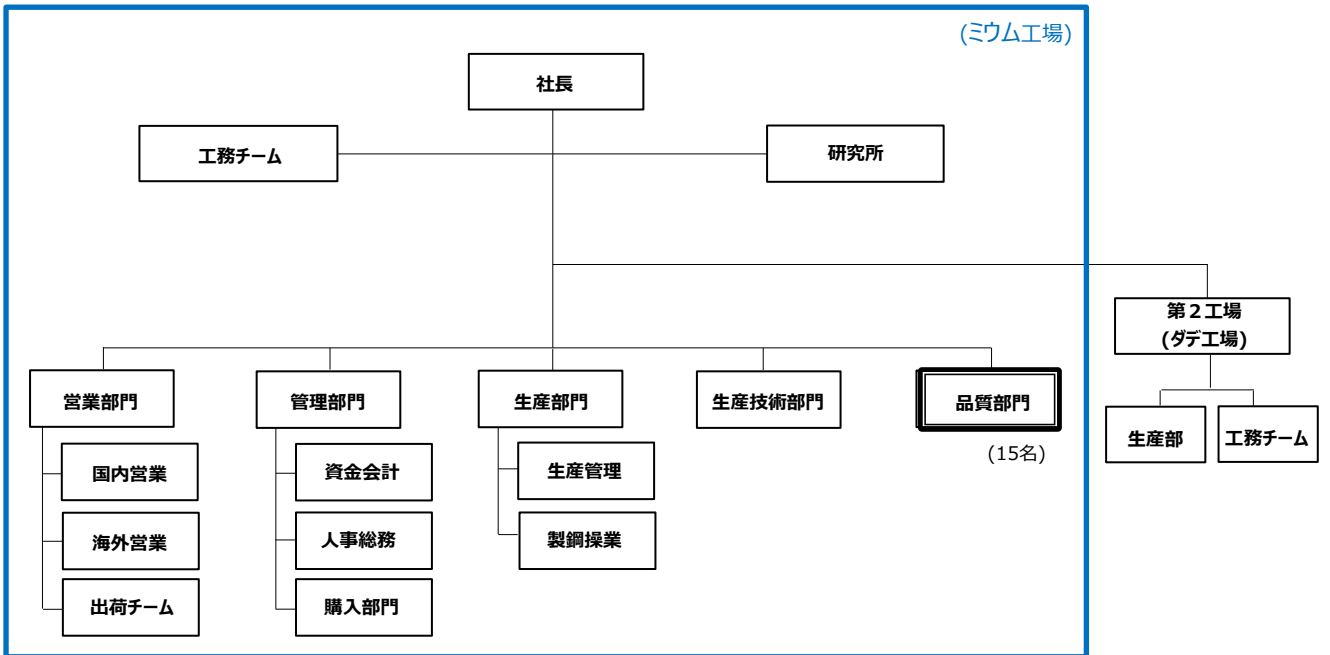 (ミウム工場)
社長
工務チーム
研究所
第２工場
(ダデ工場)
営業部門
管理部門
生産部門
生産技術部門
品質部門
(15名)
生産部
工務チーム
国内営業
資金会計
生産管理
海外営業
人事総務
製鋼操業
出荷チーム
購入部門